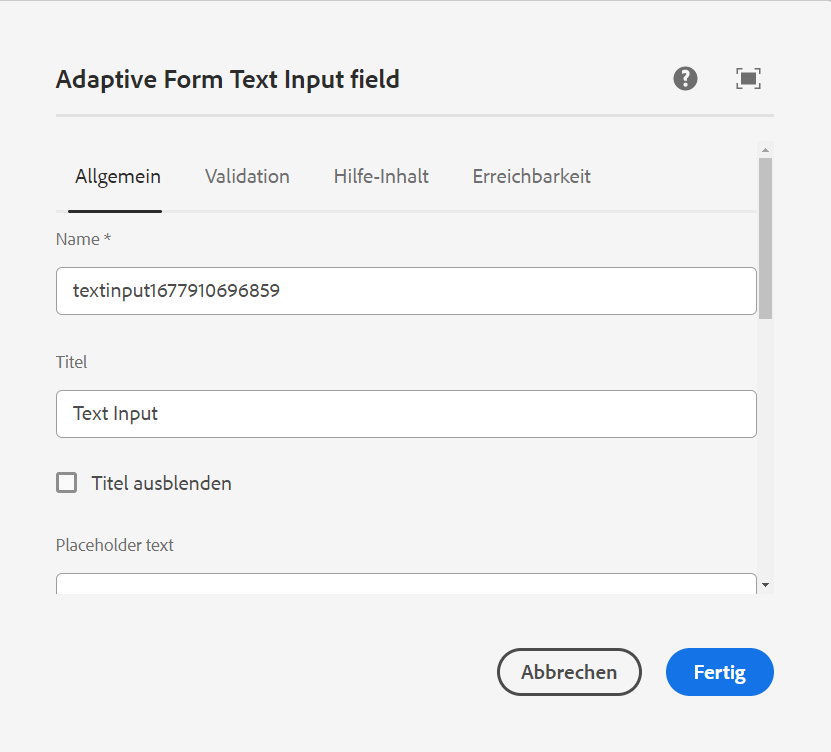 Adaptive Form Text Input field
Allgemein Validation Hilfe-Inhalt Erreichbarkeit
Name *
textinput1677910696859
Titel
Text Input
Titel ausblenden
Placeholder text
Abbrechen Fertig